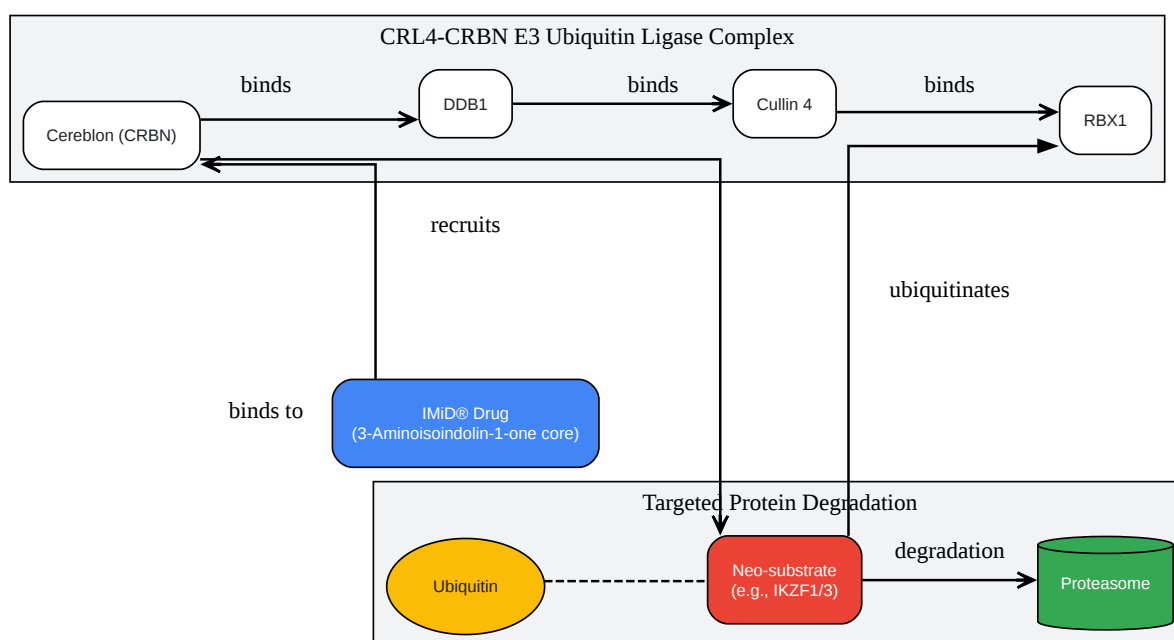 CRL4-CRBN E3 Ubiquitin Ligase Complex
binds
binds
binds
DDB1
Cullin 4
RBX1
Cereblon (CRBN)
recruits
ubiquitinates
binds to
IMiD® Drug
(3-Aminoisoindolin-1-one core)
Targeted Protein Degradation
degradation
Ubiquitin
Neo-substrate
(e.g., IKZF1/3)
Proteasome